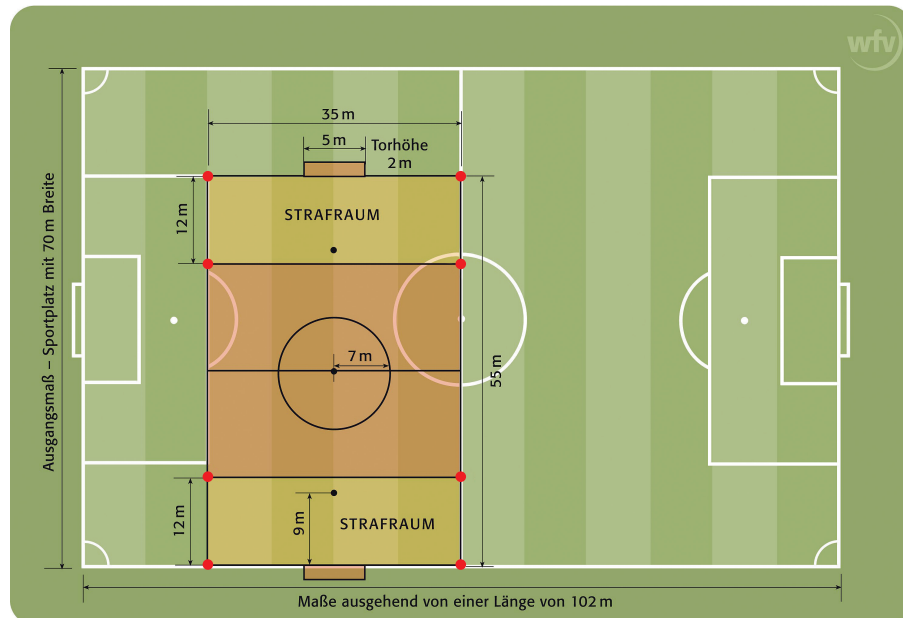 wfv
35 m
5 m
Torhöhe
2 m
12 m
STRAFRAUM
Ausgangsmaß – Sportplatz mit 70 m Breite
7 m
55 m
12 m
9 m
STRAFRAUM
Maße ausgehend von einer Länge von 102 m